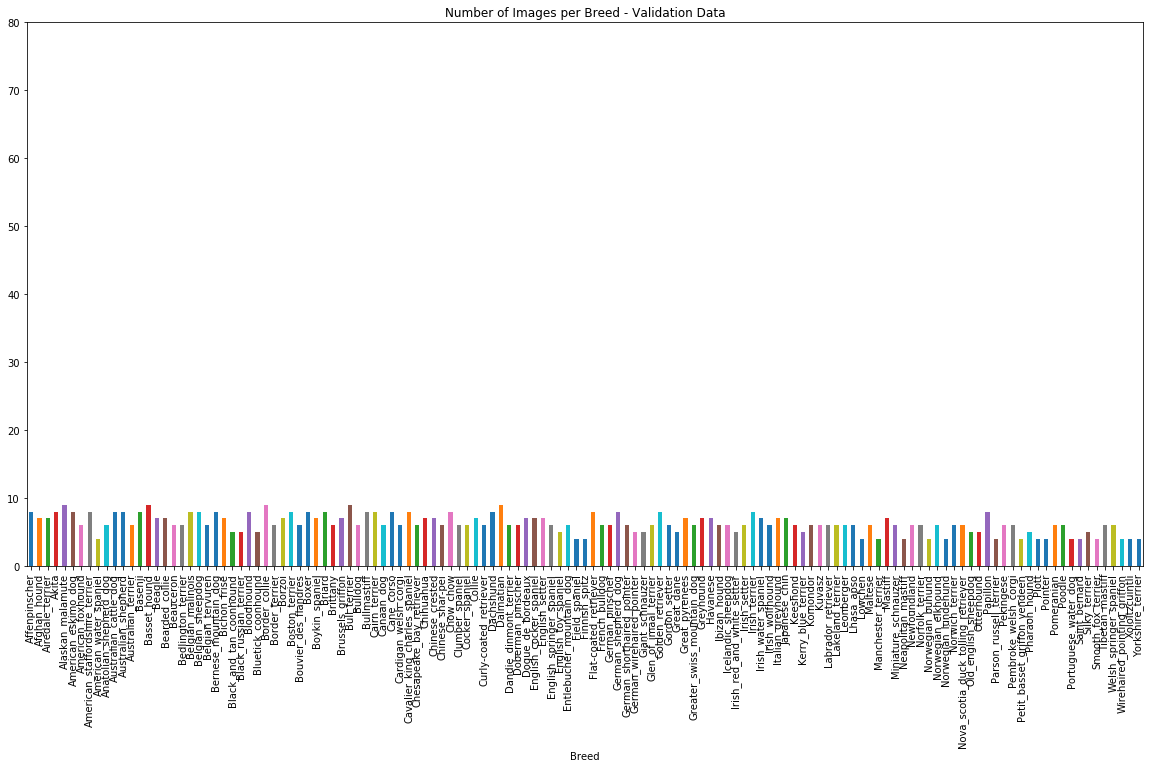 Number of Images per Breed - Validation Data
80
70
60
50
40
30
20
10
0
Affenpinscher
Afghan_hound
Airedale_terrier
Akita
Alaskan_malamute
American_eskimo_dog
American_foxhound
American_staffordshire_terrier
American_water_spaniel
Anatolian_shepherd_dog
Australian_cattle_dog
Australian_shepherd
Australian_terrier
Basenji
Basset_hound
Beagle
Bearded_collie
Beauceron
Bedlington_terrier
Belgian_malinois
Belgian_sheepdog
Belgian_tervuren
Bernese_mountain_dog
Bichon_frise
Black_and_tan_coonhound
Black_russian_terrier
Bloodhound
Bluetick_coonhound
Border_collie
Border_terrier
Borzoi
Boston_terrier
Bouvier_des_flandres
Boxer
Boykin_spaniel
Briard
Brittany
Brussels_griffon
Bull_terrier
Bulldog
Bullmastiff
Cairn_terrier
Canaan_dog
Cane_corso
Cardigan_welsh_corgi
Cavalier_king_charles_spaniel
Chesapeake_bay_retriever
Chihuahua
Chinese_crested
Chinese_shar-pei
Chow_chow
Clumber_spaniel
Cocker_spaniel
Collie
Curly-coated_retriever
Dachshund
Dalmatian
Dandie_dinmont_terrier
Doberman_pinscher
Dogue_de_bordeaux
English_cocker_spaniel
English_setter
English_springer_spaniel
English_toy_spaniel
Entlebucher_mountain_dog
Field_spaniel
Finnish_spitz
Flat-coated_retriever
French_bulldog
German_pinscher
German_shepherd_dog
German_shorthaired_pointer
German_wirehaired_pointer
Giant_schnauzer
Glen_of_imaal_terrier
Golden_retriever
Gordon_setter
Great_dane
Great_pyrenees
Greater_swiss_mountain_dog
Greyhound
Havanese
Ibizan_hound
Icelandic_sheepdog
Irish_red_and_white_setter
Irish_setter
Irish_terrier
Irish_water_spaniel
Irish_wolfhound
Italian_greyhound
Japanese_chin
Keeshond
Kerry_blue_terrier
Komondor
Kuvasz
Labrador_retriever
Lakeland_terrier
Leonberger
Lhasa_apso
Lowchen
Maltese
Manchester_terrier
Mastiff
Miniature_schnauzer
Neapolitan_mastiff
Newfoundland
Norfolk_terrier
Norwegian_buhund
Norwegian_elkhound
Norwegian_lundehund
Norwich_terrier
Nova_scotia_duck_tolling_retriever
Old_english_sheepdog
Otterhound
Papillon
Parson_russell_terrier
Pekingese
Pembroke_welsh_corgi
Petit_basset_griffon_vendeen
Pharaoh_hound
Plott
Pointer
Pomeranian
Poodle
Portuguese_water_dog
Saint_bernard
Silky_terrier
Smooth_fox_terrier
Tibetan_mastiff
Welsh_springer_spaniel
Wirehaired_pointing_griffon
Xoloitzcuintli
Yorkshire_terrier
Breed